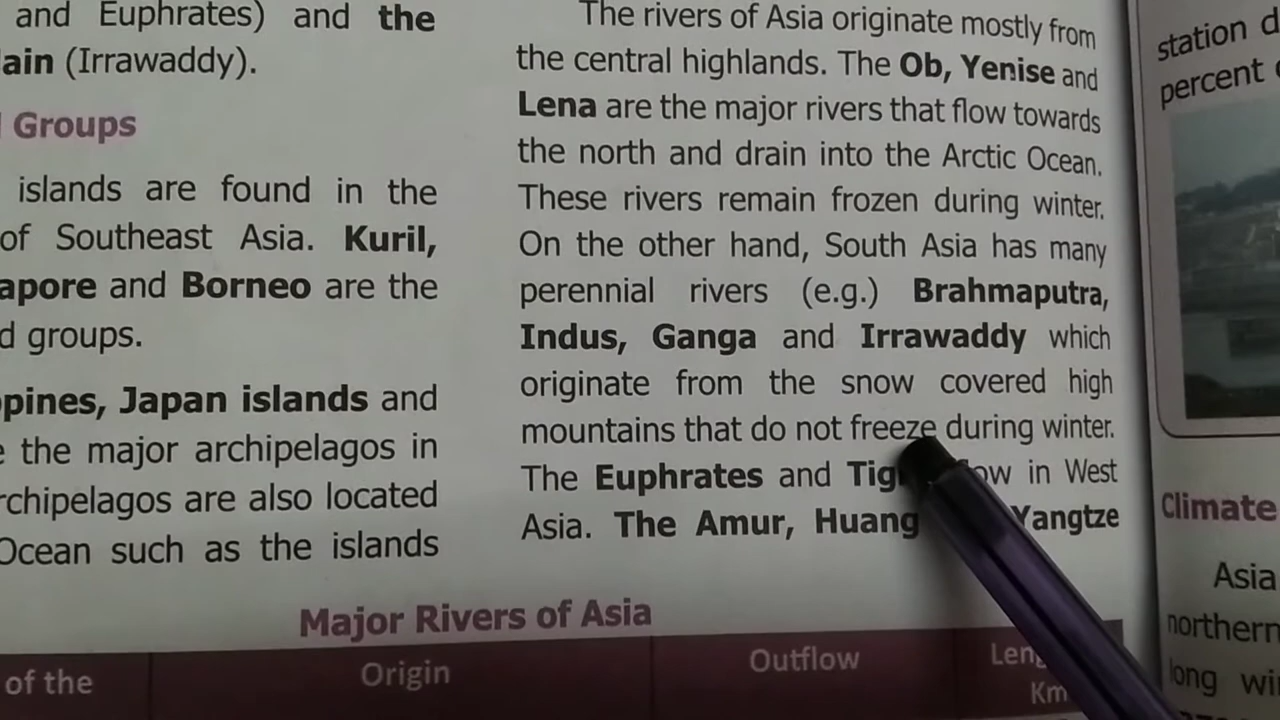 and Euphrates) and the
ain (Irrawaddy).
Groups
islands are found in the
of Southeast Asia. Kuril,
apore and Borneo are the
d groups.
ppines, Japan islands and
e the major archipelagos in
rchipelagos are also located
Ocean such as the islands
The rivers of Asia originate mostly from
the central highlands. The Ob, Yenise and
Lena are the major rivers that flow towards
the north and drain into the Arctic Ocean.
These rivers remain frozen during winter.
On the other hand, South Asia has many
perennial rivers (e.g.) Brahmaputra,
Indus, Ganga and Irrawaddy which
originate from the snow covered high
mountains that do not freeze during winter.
The Euphrates and Tig ow in West
Asia. The Amur, Huang Yangtze
Major Rivers of Asia
of the
Origin
Outflow
Len
Km
station d
percent
Climate
Asia
northern
long wi